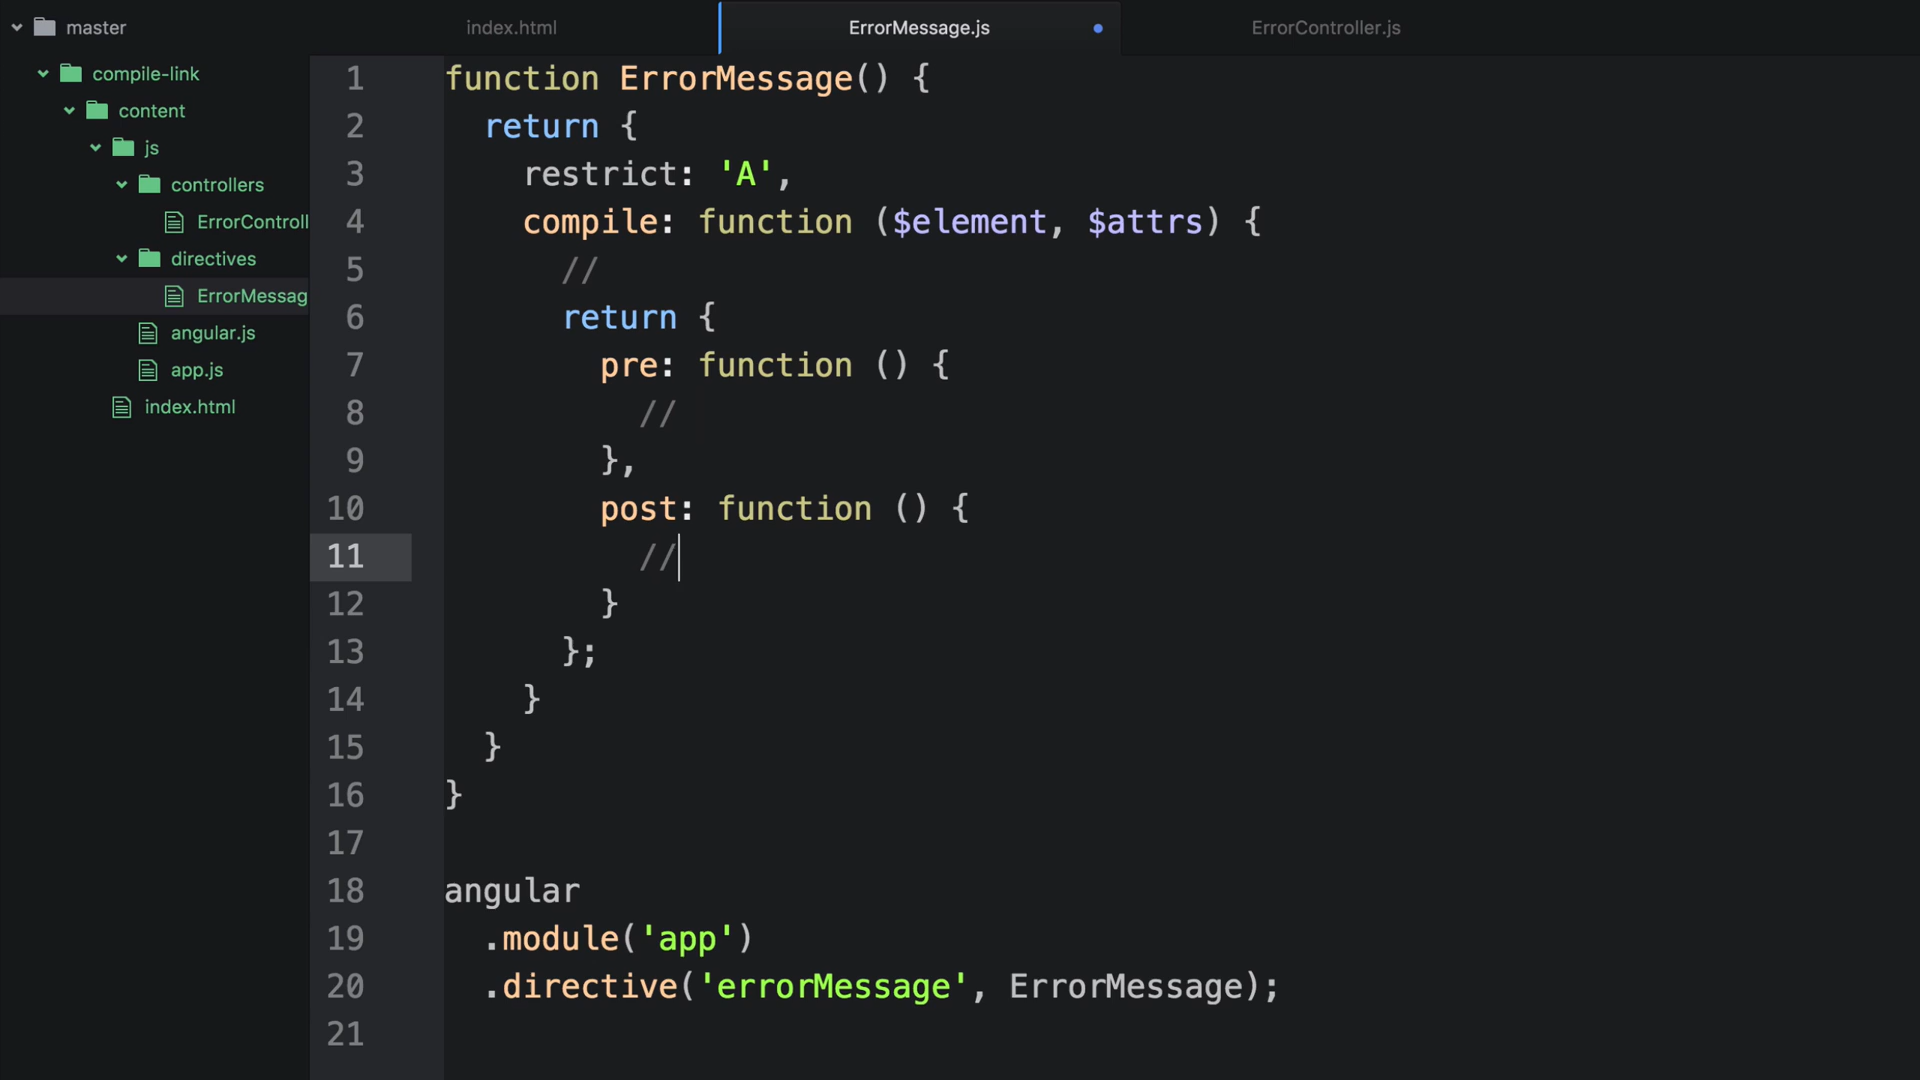 master
index.html
ErrorMessage.js
ErrorController.js
compile-link
content
js
controllers
ErrorControll
directives
ErrorMessag
angular.js
app.js
index.html
1 function ErrorMessage() {
2 return {
3 restrict: 'A',
4 compile: function ($element, $attrs) {
5 //
6 return {
7 pre: function () {
8 //
9 },
10 post: function () {
11 //
12 }
13 };
14 }
15 }
16 }
17
18 angular
19 .module('app')
20 .directive('errorMessage', ErrorMessage);
21